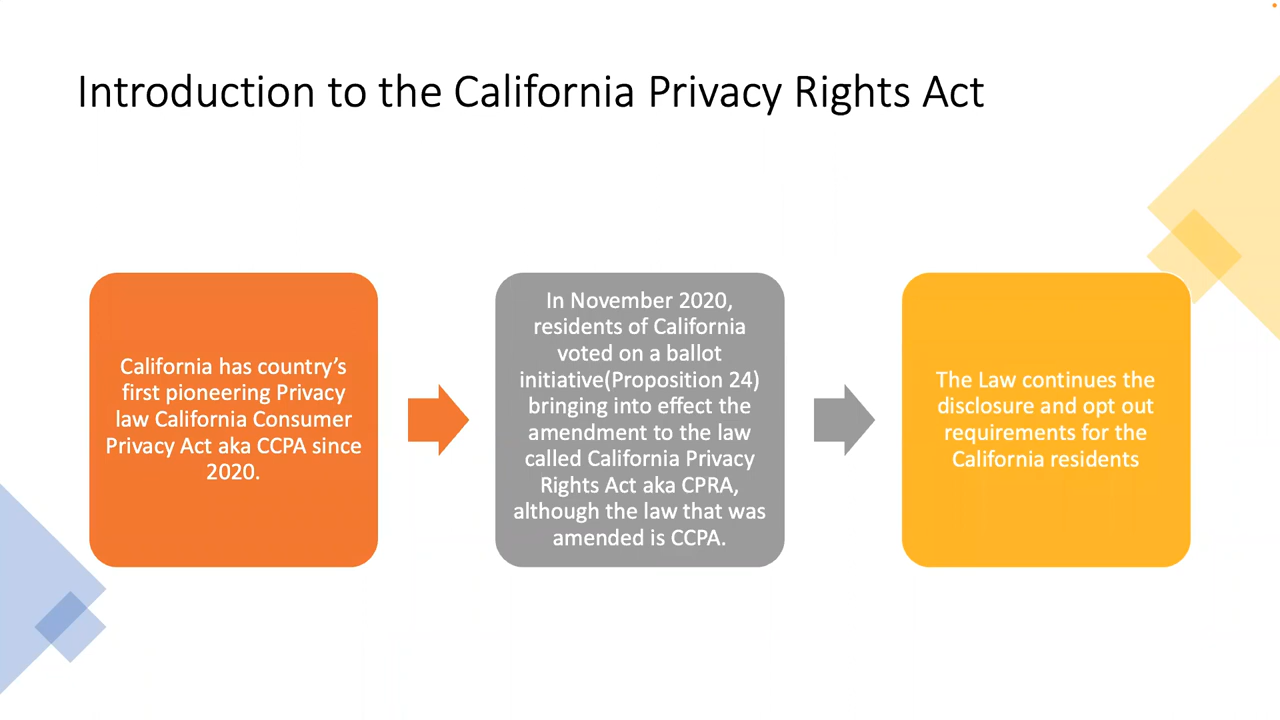 Introduction to the California Privacy Rights Act
California has country’s
first pioneering Privacy
law California Consumer
Privacy Act aka CCPA since
2020.
In November 2020,
residents of California
voted on a ballot
initiative(Proposition 24)
bringing into effect the
amendment to the law
called California Privacy
Rights Act aka CPRA,
although the law that was
amended is CCPA.
The Law continues the
disclosure and opt out
requirements for the
California residents